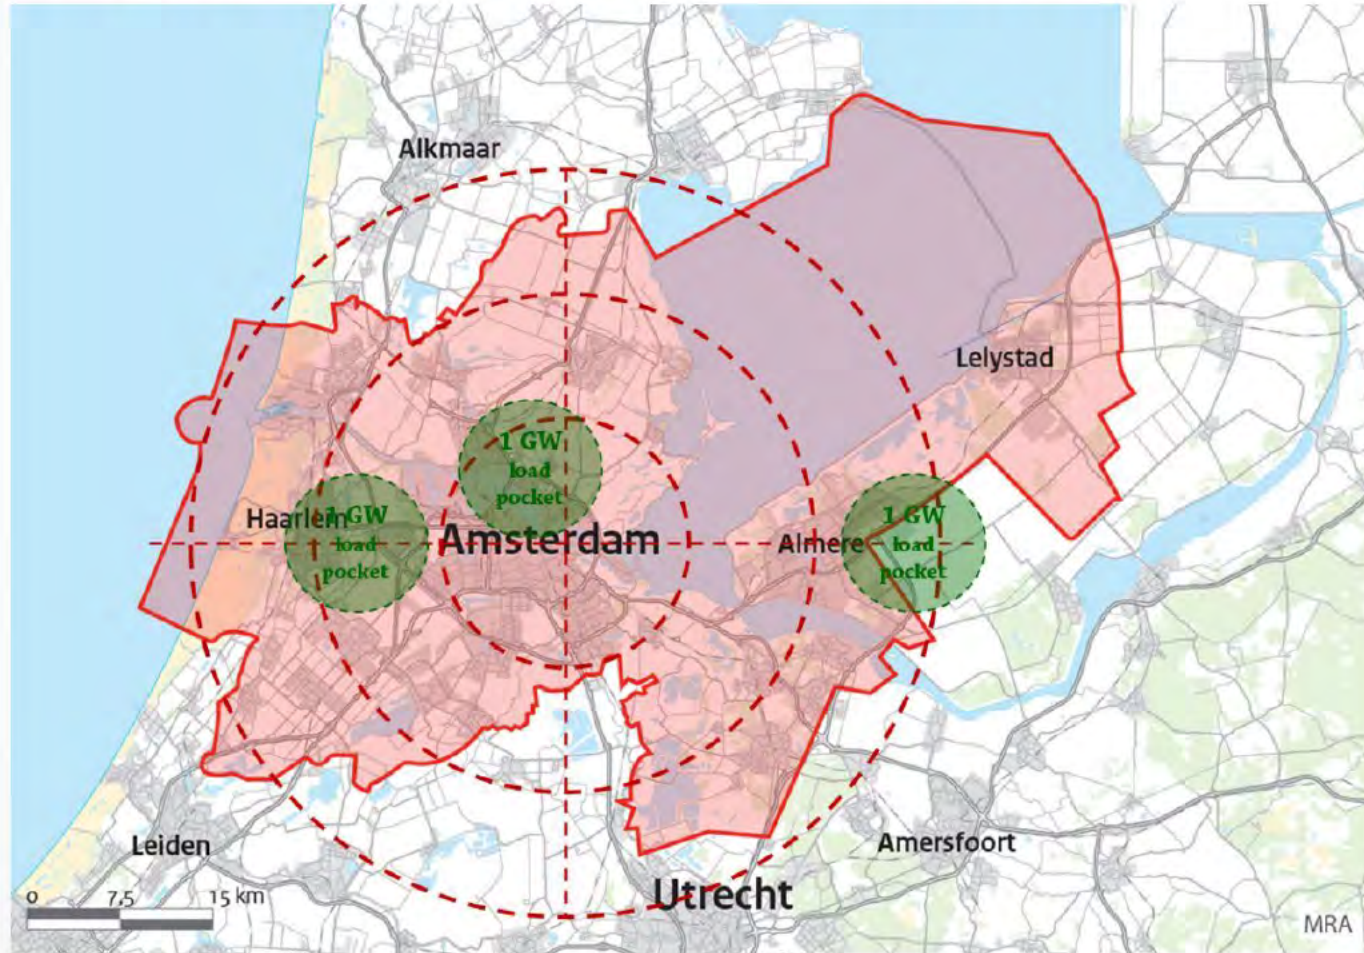 Alkmaar
Lelystad
1 GW
load
pocket
Haarlem
1 GW
load
pocket
Amsterdam
Almere
1 GW
load
pocket
Leiden
Amersfoort
Utrecht
0 7,5 15 km
MRA